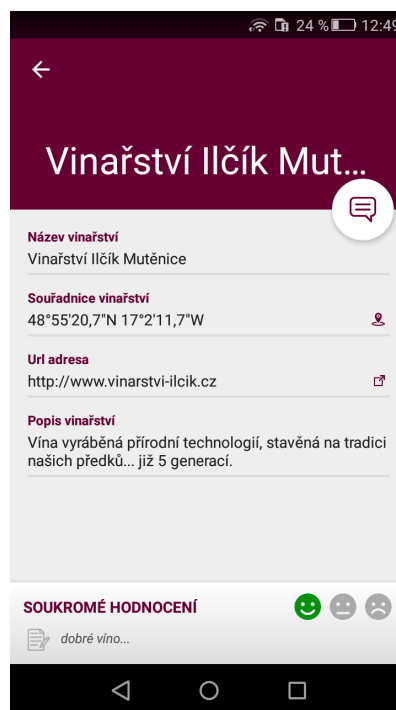 24 % 12:49
Vinařství Ilčík Mut...
Název vinařství
Vinařství Ilčík Mutěnice
Souřadnice vinařství
48°55'20,7"N 17°2'11,7"W
Url adresa
http://www.vinarstvi-ilcik.cz
Popis vinařství
Vína vyráběná přírodní technologií, stavěná na tradici
našich předků... již 5 generací.
SOUKROMÉ HODNOCENÍ
dobré víno...